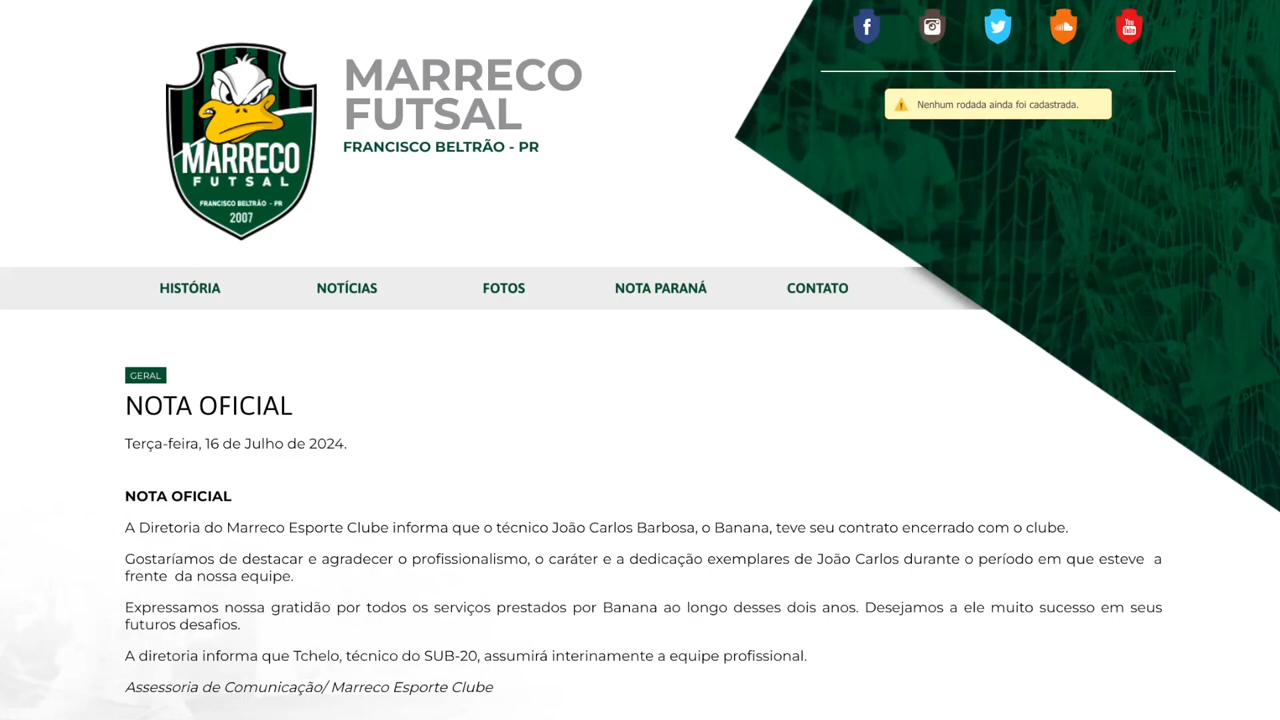 MARRECO
FUTSAL
FRANCISCO BELTRÃO - PR
MARRECO
FUTSAL
FRANCISCO BELTRÃO - PR
2007
You
Tube
Nenhum rodada ainda foi cadastrada.
HISTÓRIA NOTÍCIAS FOTOS NOTA PARANÁ CONTATO
GERAL
NOTA OFICIAL
Terça-feira, 16 de Julho de 2024.
NOTA OFICIAL
A Diretoria do Marreco Esporte Clube informa que o técnico João Carlos Barbosa, o Banana, teve seu contrato encerrado com o clube.
Gostaríamos de destacar e agradecer o profissionalismo, o caráter e a dedicação exemplares de João Carlos durante o período em que esteve a
frente da nossa equipe.
Expressamos nossa gratidão por todos os serviços prestados por Banana ao longo desses dois anos. Desejamos a ele muito sucesso em seus
futuros desafios.
A diretoria informa que Tchelo, técnico do SUB-20, assumirá interinamente a equipe profissional.
Assessoria de Comunicação/ Marreco Esporte Clube